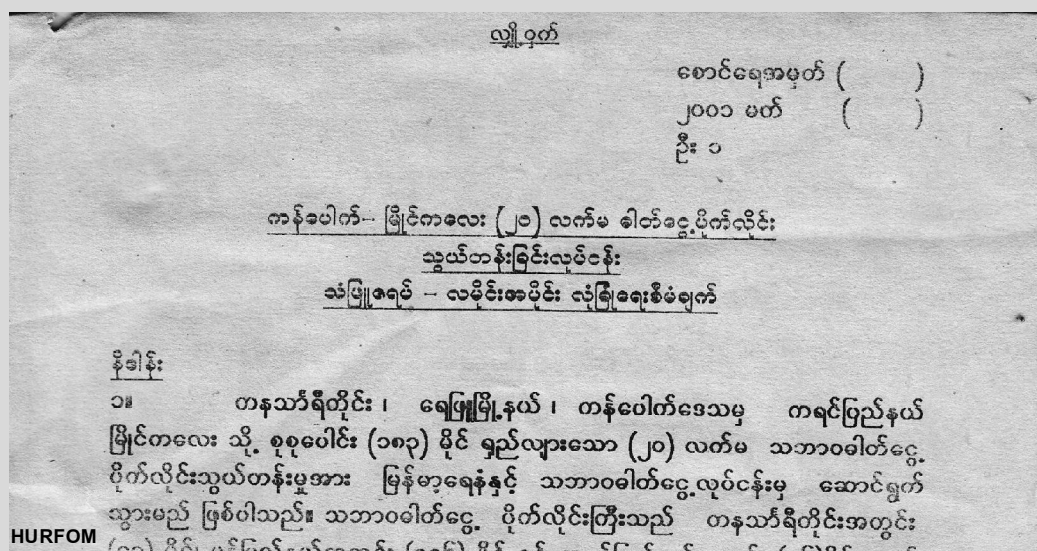 လျှို့ဝှက်
စောင်ရေအမှတ် (          )
၂၀၀၁ မတ် (          )
ဦး ၁
ကန်ပေါက်- မြိုင်ကလေး (၂၀) လက်မ ဓါတ်ငွေ့ပိုက်လိုင်း
သွယ်တန်းခြင်းလုပ်ငန်း
သံဖြူဇရပ် - လမိုင်းအပိုင်း လုံခြုံရေးစီမံချက်
နိဒါန်း
၁။ တနင်္သာရီတိုင်း၊ ရေဖြူမြို့နယ်၊ ကန်ပေါက်ဒေသမှ ကရင်ပြည်နယ်
မြိုင်ကလေး သို့ စုစုပေါင်း (၁၈၃) မိုင် ရှည်လျားသော (၂၀) လက်မ သဘာဝဓါတ်ငွေ့
ပိုက်လိုင်းသွယ်တန်းမှုအား မြန်မာ့ရေနံနှင့် သဘာဝဓါတ်ငွေ့လုပ်ငန်းမှ ဆောင်ရွက်
သွားမည် ဖြစ်ပါသည်။ သဘာဝဓါတ်ငွေ့ ပိုက်လိုင်းကြီးသည် တနင်္သာရီတိုင်းအတွင်း
HURFOM